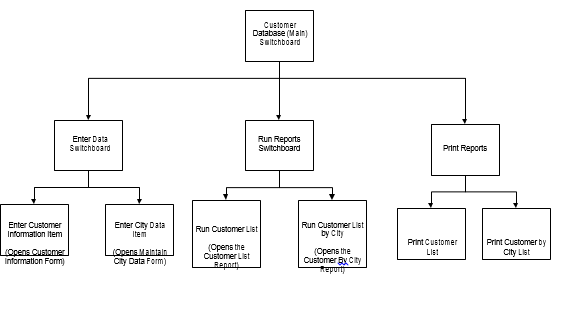 Customer
Database (Main)
Switchboard
Enter Data
Switchboard
Run Reports
Switchboard
Print Reports
Enter Customer
Information Item
(Opens Customer
Information Form)
Enter City Data
Item
(Opens Maintain
City Data Form)
Run Customer List
(Opens the
Customer List
Report)
Run Customer List
by City
(Opens the
Customer By City
Report)
Print Customer
List
Print Customer by
City List